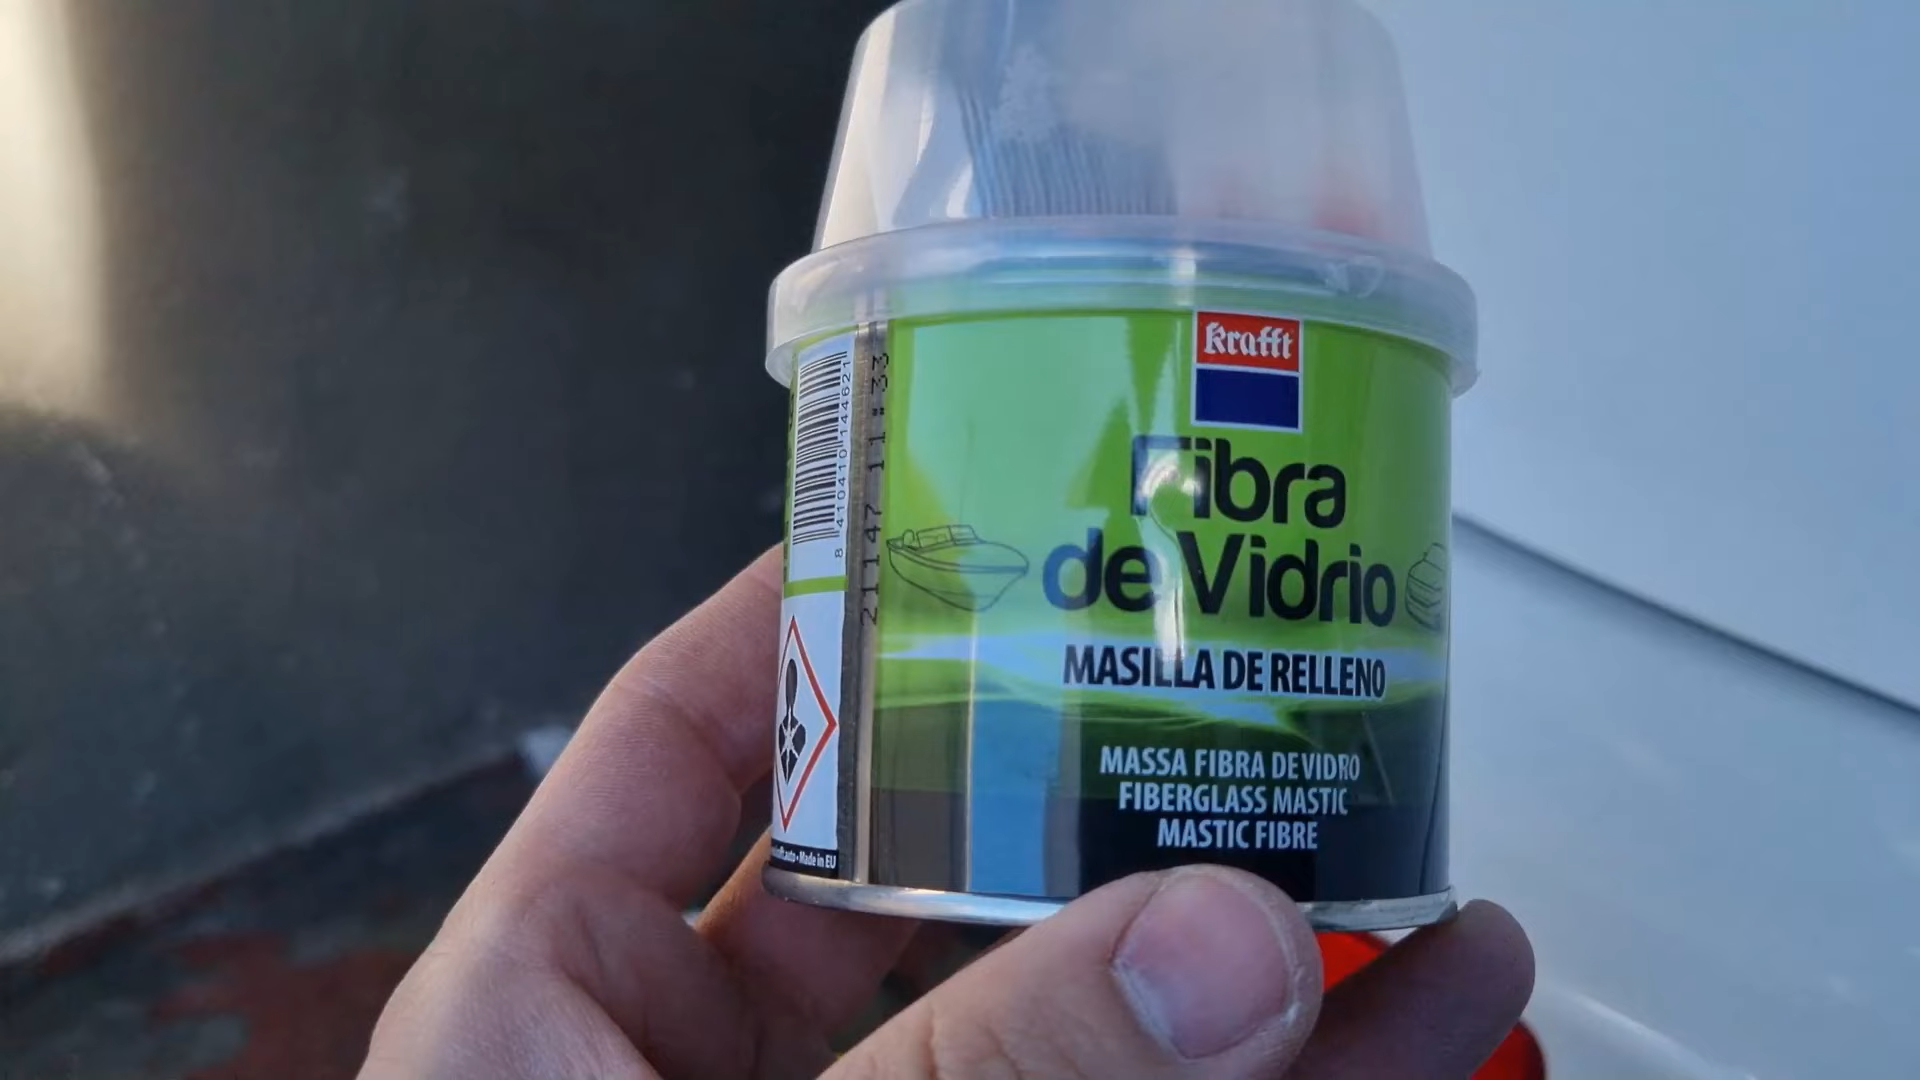 krafft
Fibra
de Vidrio
MASILLA DE RELLENO
MASSA FIBRA DE VIDRO
FIBERGLASS MASTIC
MASTIC FIBRE
8 410410 144621
21147 11:33
Made in EU